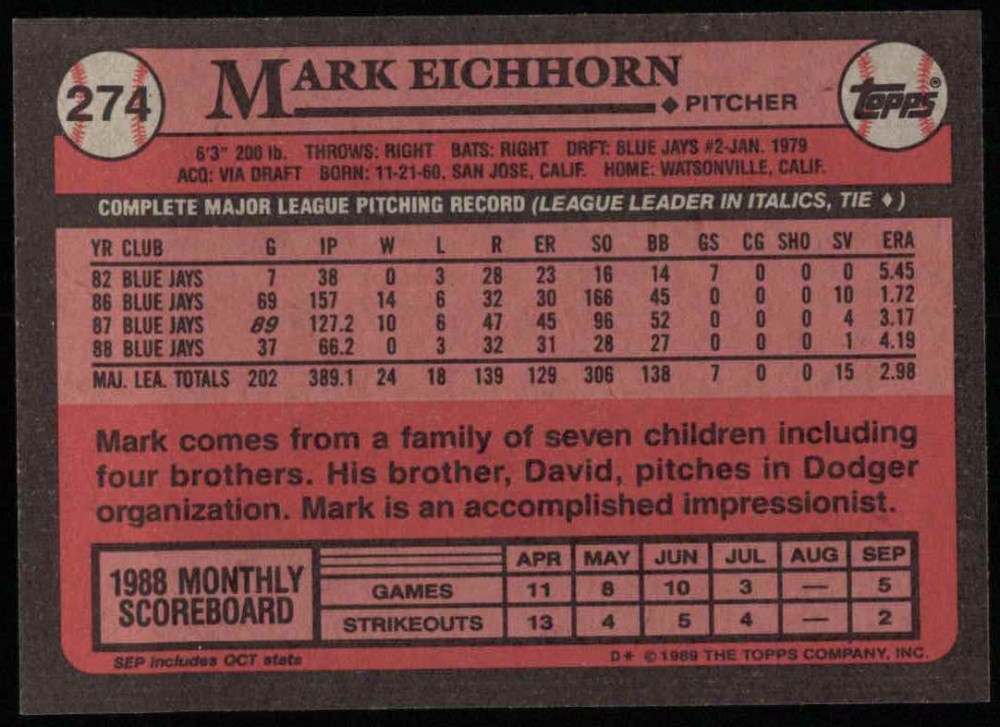 274
MARK EICHHORN
◆ PITCHER
Topps®
6'3" 200 lb. THROWS: RIGHT BATS: RIGHT DRFT: BLUE JAYS #2-JAN. 1979
ACQ: VIA DRAFT BORN: 11-21-60, SAN JOSE, CALIF. HOME: WATSONVILLE, CALIF.
COMPLETE MAJOR LEAGUE PITCHING RECORD (LEAGUE LEADER IN ITALICS, TIE ♦)
YR CLUB G IP W L R ER SO BB GS CG SHO SV ERA
82 BLUE JAYS 7 38 0 3 28 23 16 14 7 0 0 0 5.45
86 BLUE JAYS 69 157 14 6 32 30 166 45 0 0 0 10 1.72
87 BLUE JAYS 89 127.2 10 6 47 45 96 52 0 0 0 4 3.17
88 BLUE JAYS 37 66.2 0 3 32 31 28 27 0 0 0 1 4.19
MAJ. LEA. TOTALS 202 389.1 24 18 139 129 306 138 7 0 0 15 2.98
Mark comes from a family of seven children including
four brothers. His brother, David, pitches in Dodger
organization. Mark is an accomplished impressionist.
1988 MONTHLY
SCOREBOARD
APR MAY JUN JUL AUG SEP
GAMES 11 8 10 3 — 5
STRIKEOUTS 13 4 5 4 — 2
SEP includes OCT stats
D* © 1989 THE TOPPS COMPANY, INC.